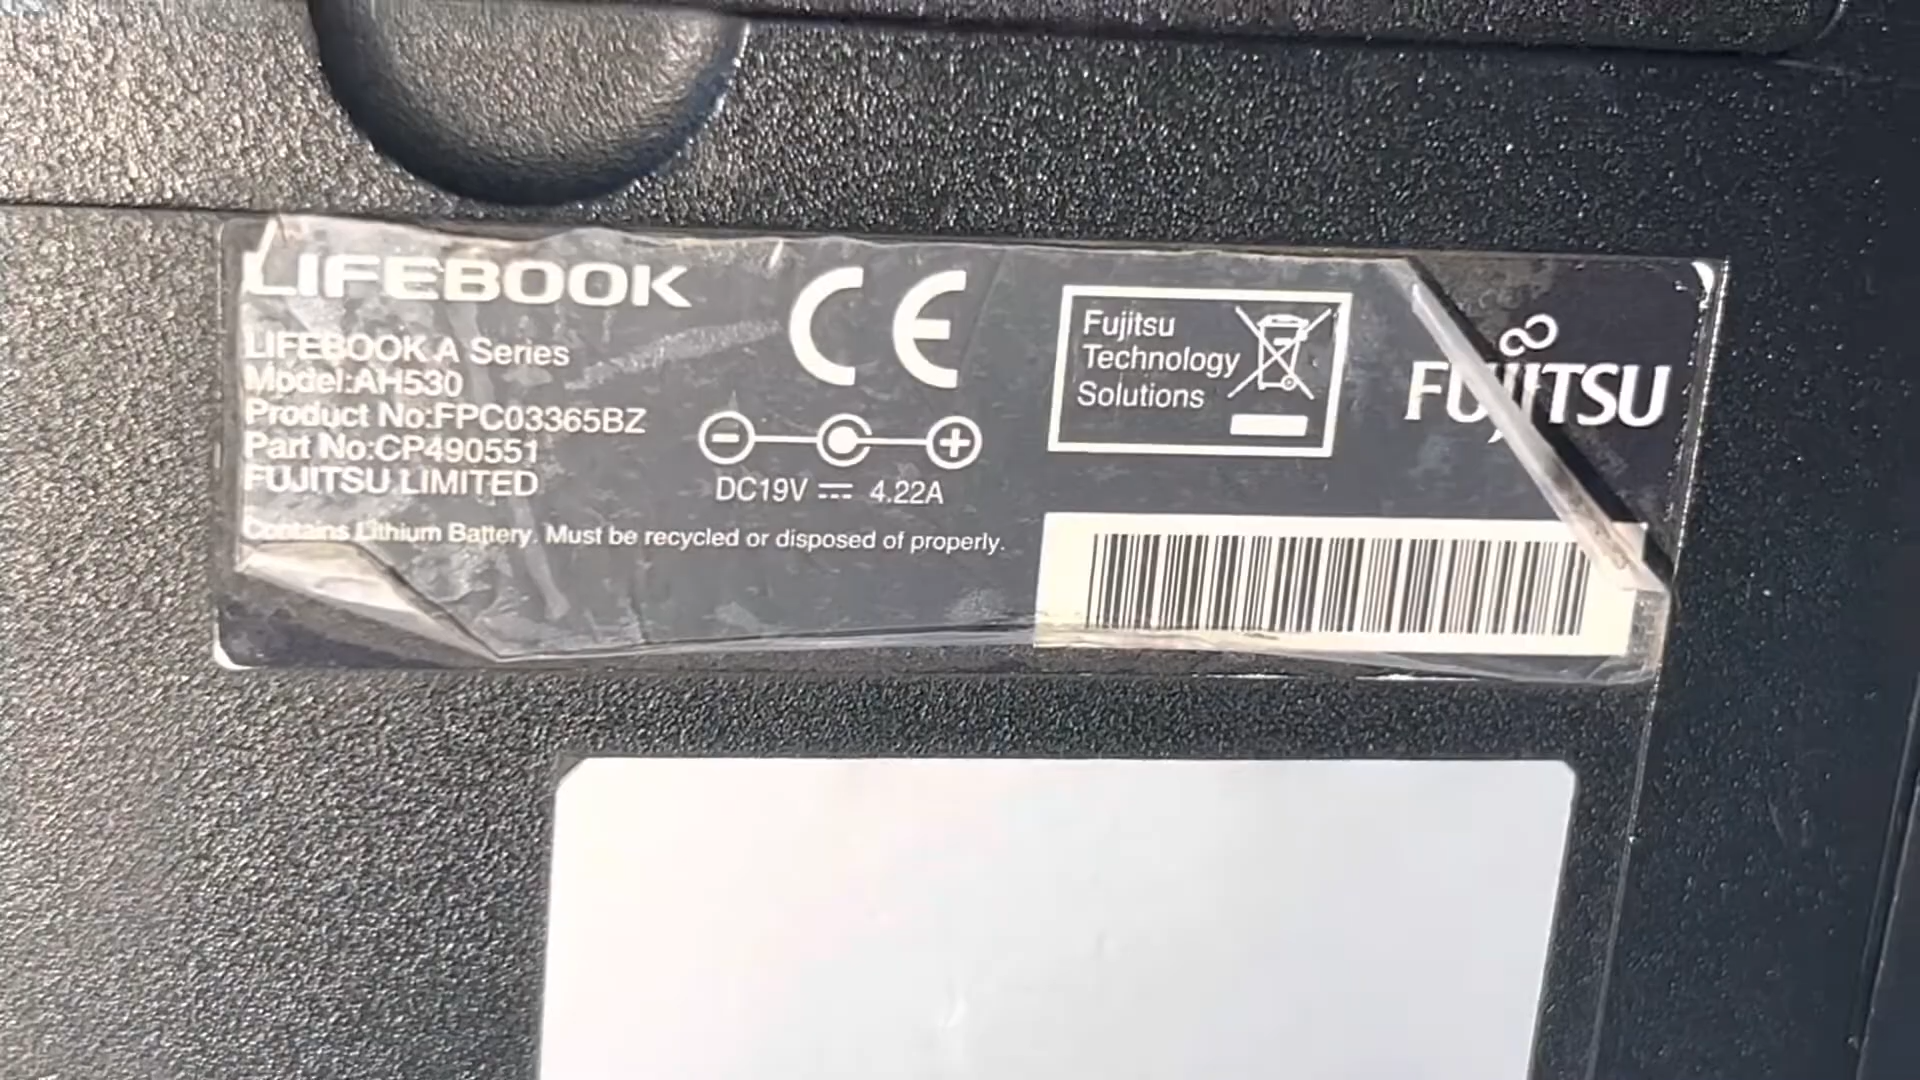 LIFEBOOK
LIFEBOOK A Series
Model:AH530
Product No:FPC03365BZ
Part No:CP490551
FUJITSU LIMITED
DC19V 4.22A
Contains Lithium Battery. Must be recycled or disposed of properly.
CE
Fujitsu
Technology
Solutions
FUJITSU